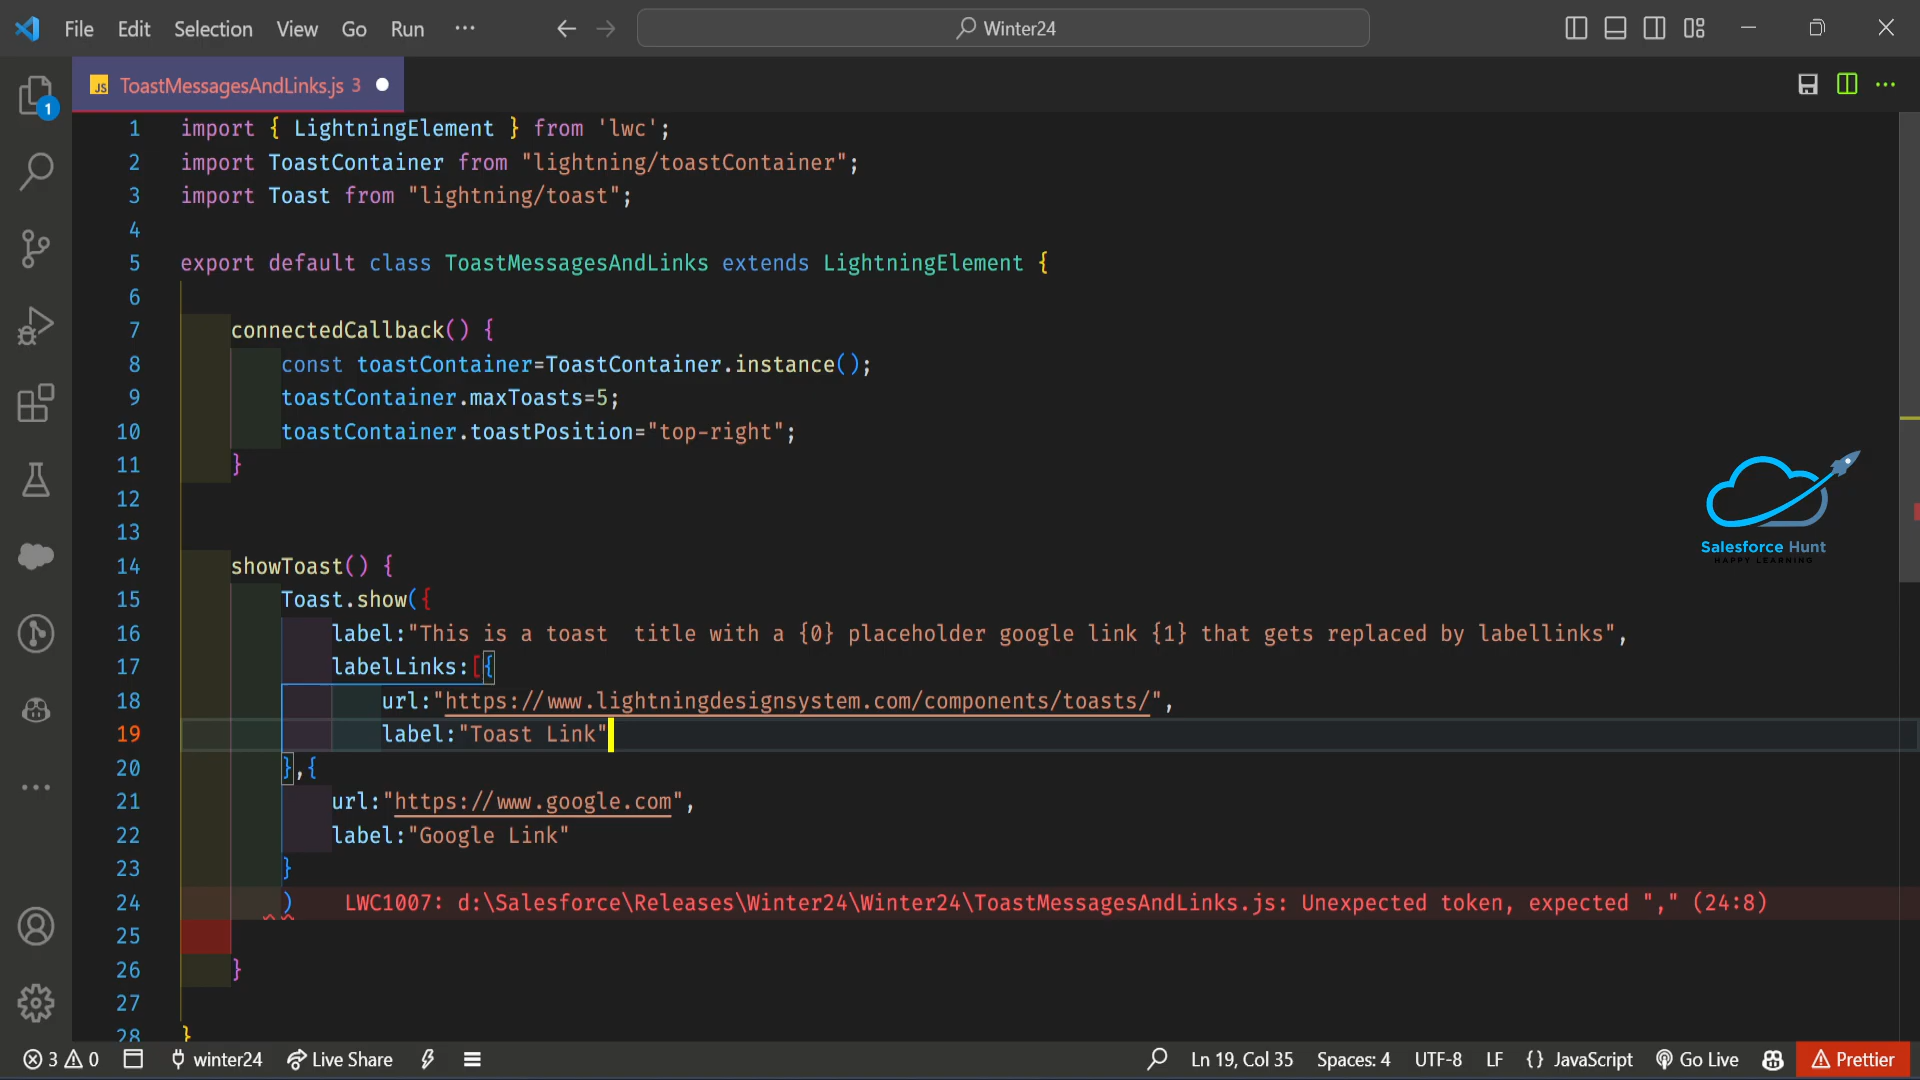 File Edit Selection View Go Run ··· Winter24
JS ToastMessagesAndLinks.js 3
1
1 import { LightningElement } from 'lwc';
2 import ToastContainer from "lightning/toastContainer";
3 import Toast from "lightning/toast";
4
5 export default class ToastMessagesAndLinks extends LightningElement {
6
7 connectedCallback() {
8 const toastContainer=ToastContainer.instance();
9 toastContainer.maxToasts=5;
10 toastContainer.toastPosition="top-right";
11 }
12
13
14 showToast() {
15 Toast.show({
16 label:"This is a toast  title with a {0} placeholder google link {1} that gets replaced by labellinks",
17 labelLinks:[{
18 url:"https://www.lightningdesignsystem.com/components/toasts/",
19 label:"Toast Link"
20 },{
21 url:"https://www.google.com",
22 label:"Google Link"
23 }
24 ) LWC1007: d:\Salesforce\Releases\Winter24\Winter24\ToastMessagesAndLinks.js: Unexpected token, expected "," (24:8)
25
26 }
27
28 }
Salesforce Hunt
HAPPY LEARNING
3 0 winter24 Live Share Ln 19, Col 35 Spaces: 4 UTF-8 LF {} JavaScript Go Live Prettier